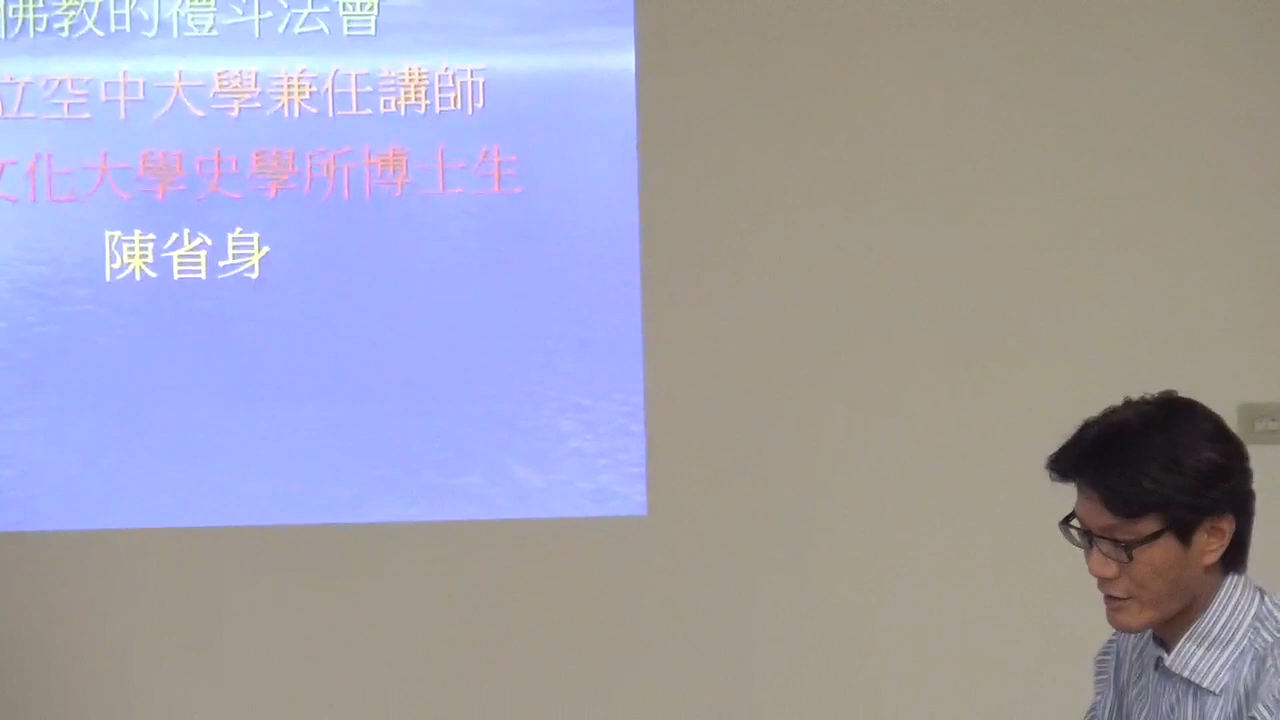 佛教的禮斗法會
立空中大學兼任講師
文化大學史學所博士生
陳省身